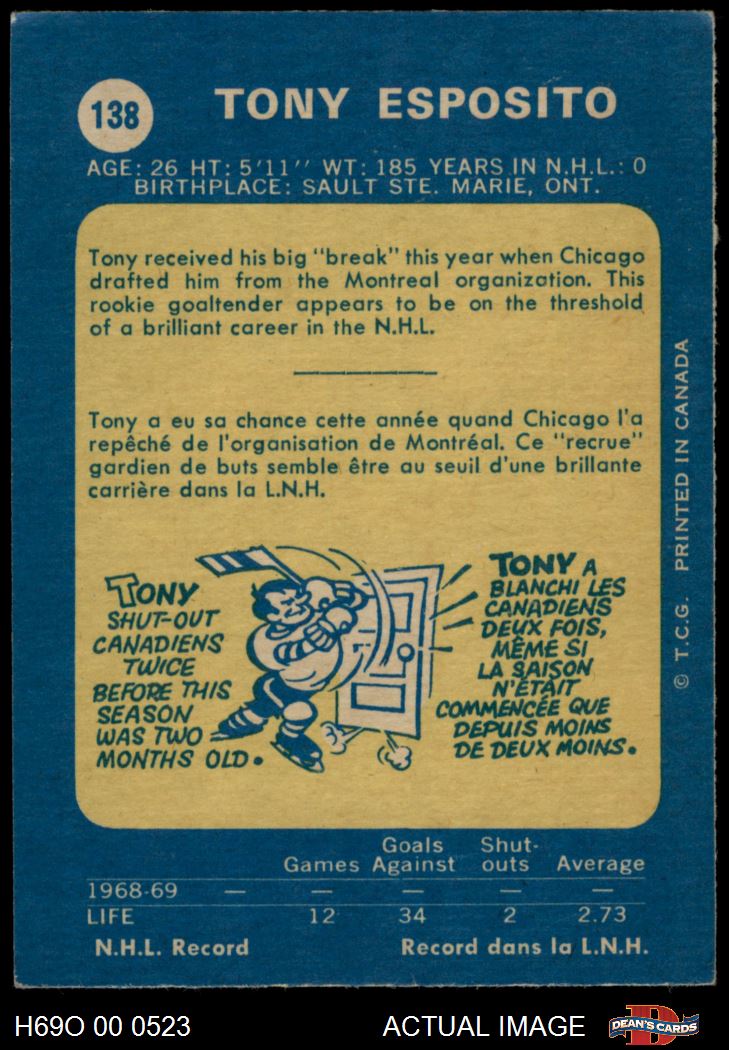 138
TONY ESPOSITO
AGE: 26 HT: 5'11'' WT: 185 YEARS IN N.H.L.: 0
BIRTHPLACE: SAULT STE. MARIE, ONT.
Tony received his big "break" this year when Chicago
drafted him from the Montreal organization. This
rookie goaltender appears to be on the threshold
of a brilliant career in the N.H.L.
Tony a eu sa chance cette année quand Chicago l'a
repêché de l'organisation de Montréal. Ce "recrue"
gardien de buts semble être au seuil d'une brillante
carrière dans la L.N.H.
TONY
SHUT-OUT
CANADIENS
TWICE
BEFORE THIS
SEASON
WAS TWO
MONTHS OLD.
TONY A
BLANCHI LES
CANADIENS
DEUX FOIS,
MÊME SI
LA SAISON
N'ÉTAIT
COMMENCÉE QUE
DEPUIS MOINS
DE DEUX MOINS.
© T.C.G. PRINTED IN CANADA
Goals Shut-
Games Against outs Average
1968-69 — — — — —
LIFE 12 34 2 2.73
N.H.L. Record Record dans la L.N.H.
H69O 00 0523 ACTUAL IMAGE
D
DEAN'S CARDS